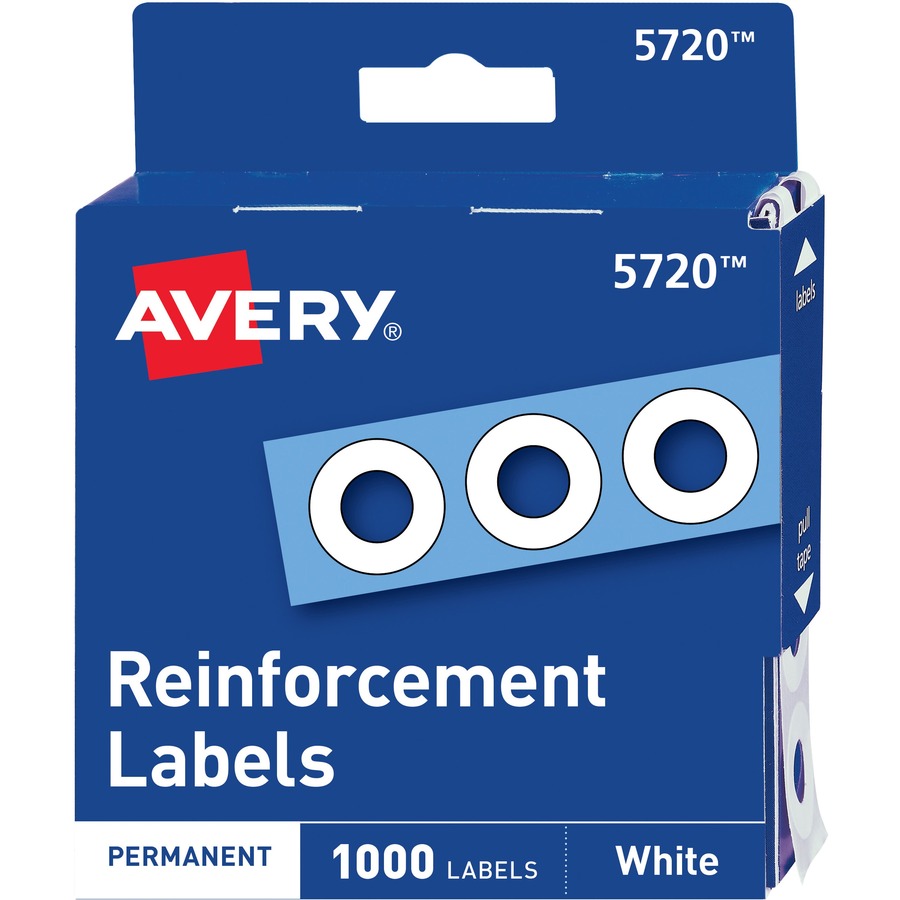 5720™
5720™
AVERY®
labels
pull
tape
Reinforcement
Labels
PERMANENT
1000 LABELS
White